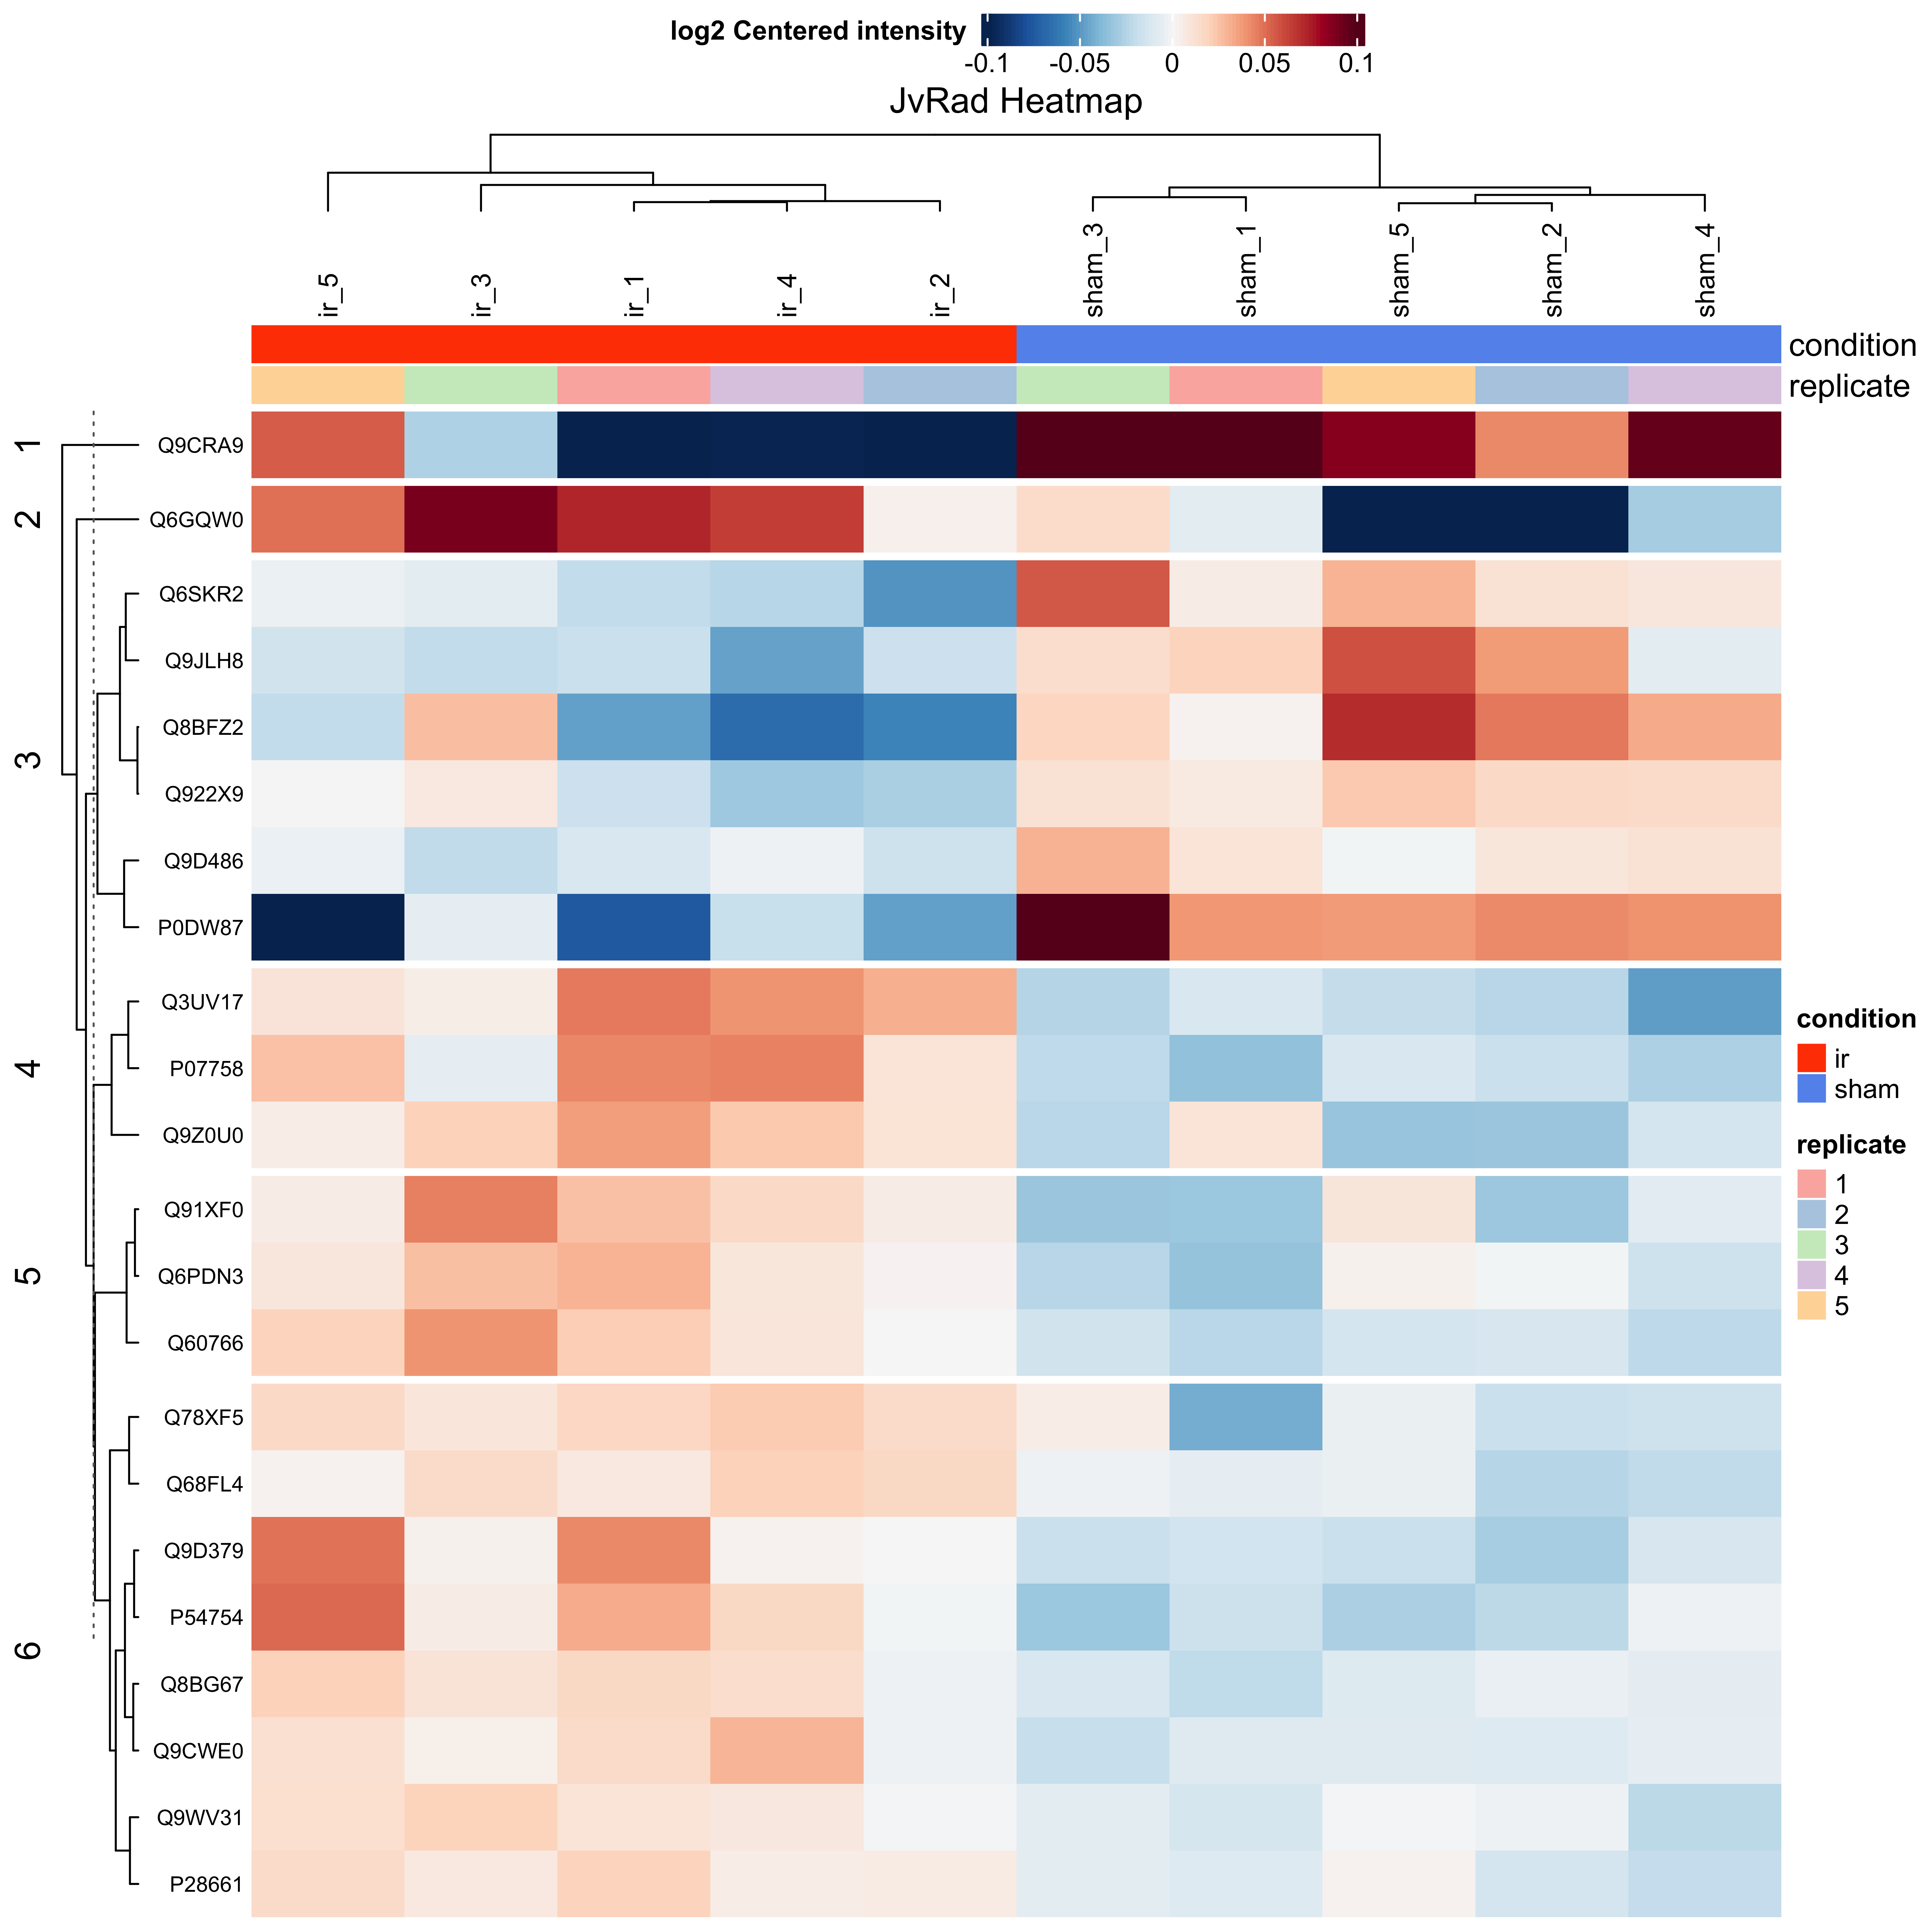 log2 Centered intensity
-0.1 -0.05 0 0.05 0.1
JvRad Heatmap
ir_5 ir_3 ir_1 ir_4 ir_2 sham_3 sham_1 sham_5 sham_2 sham_4
condition
replicate
1
Q9CRA9
2
Q6GQW0
3
Q6SKR2
Q9JLH8
Q8BFZ2
Q922X9
Q9D486
P0DW87
4
Q3UV17
P07758
Q9Z0U0
5
Q91XF0
Q6PDN3
Q60766
6
Q78XF5
Q68FL4
Q9D379
P54754
Q8BG67
Q9CWE0
Q9WV31
P28661
condition
ir
sham
replicate
1
2
3
4
5